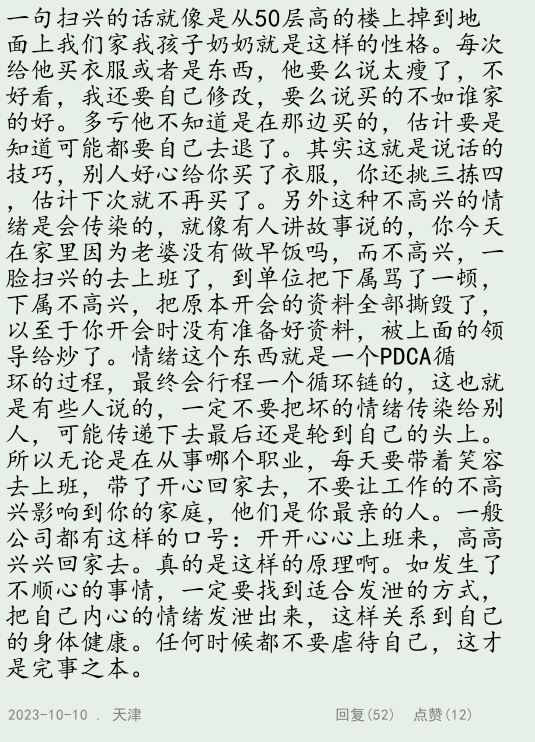 一句扫兴的话就像是从50层高的楼上掉到地
面上我们家我孩子奶奶就是这样的性格。每次
给他买衣服或者是东西，他要么说太瘦了，不
好看，我还要自己修改，要么说买的不如谁家
的好。多亏他不知道是在那边买的，估计要是
知道可能都要自己去退了。其实这就是说话的
技巧，别人好心给你买了衣服，你还挑三拣四
，估计下次就不再买了。另外这种不高兴的情
绪是会传染的，就像有人讲故事说的，你今天
在家里因为老婆没有做早饭吗，而不高兴，一
脸扫兴的去上班了，到单位把下属骂了一顿，
下属不高兴，把原本开会的资料全部撕毁了，
以至于你开会时没有准备好资料，被上面的领
导给炒了。情绪这个东西就是一个PDCA循
环的过程，最终会行程一个循环链的，这也就
是有些人说的，一定不要把坏的情绪传染给别
人，可能传递下去最后还是轮到自己的头上。
所以无论是在从事哪个职业，每天要带着笑容
去上班，带了开心回家去，不要让工作的不高
兴影响到你的家庭，他们是你最亲的人。一般
公司都有这样的口号：开开心心上班来，高高
兴兴回家去。真的是这样的原理啊。如发生了
不顺心的事情，一定要找到适合发泄的方式，
把自己内心的情绪发泄出来，这样关系到自己
的身体健康。任何时候都不要虐待自己，这才
是完事之本。
2023-10-10 . 天津 回复(52) 点赞(12)